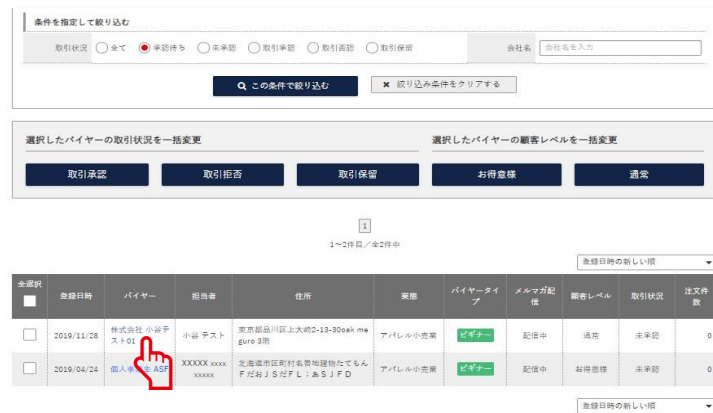 条件を指定して絞り込む
取引状況 全て 承認待ち 未承認 取引承認 取引否認 取引保留 会社名 会社名を入力
この条件で絞り込む ✖ 絞り込み条件をクリアする
選択したバイヤーの取引状況を一括変更 選択したバイヤーの顧客レベルを一括変更
取引承認 取引拒否 取引保留 お得意様 通常
1
1〜2件目／全2件中
登録日時の新しい順
全選択 登録日時 バイヤー 担当者 住所 業態 バイヤータイプ メルマガ配信 顧客レベル 取引状況 注文件数
2019/11/28 株式会社 小谷テスト01 小谷 テスト 東京都品川区上大崎2-13-30oak meguro 3階 アパレル小売業 ビギナー 配信中 通常 未承認 0
2019/04/24 個人事 ASF XXXXX xxxx xxxxx 北海道市区町村名番地建物たてもんFだおJSだFL；あSJFD アパレル小売業 ビギナー 配信中 お得意様 未承認 0
登録日時の新しい順